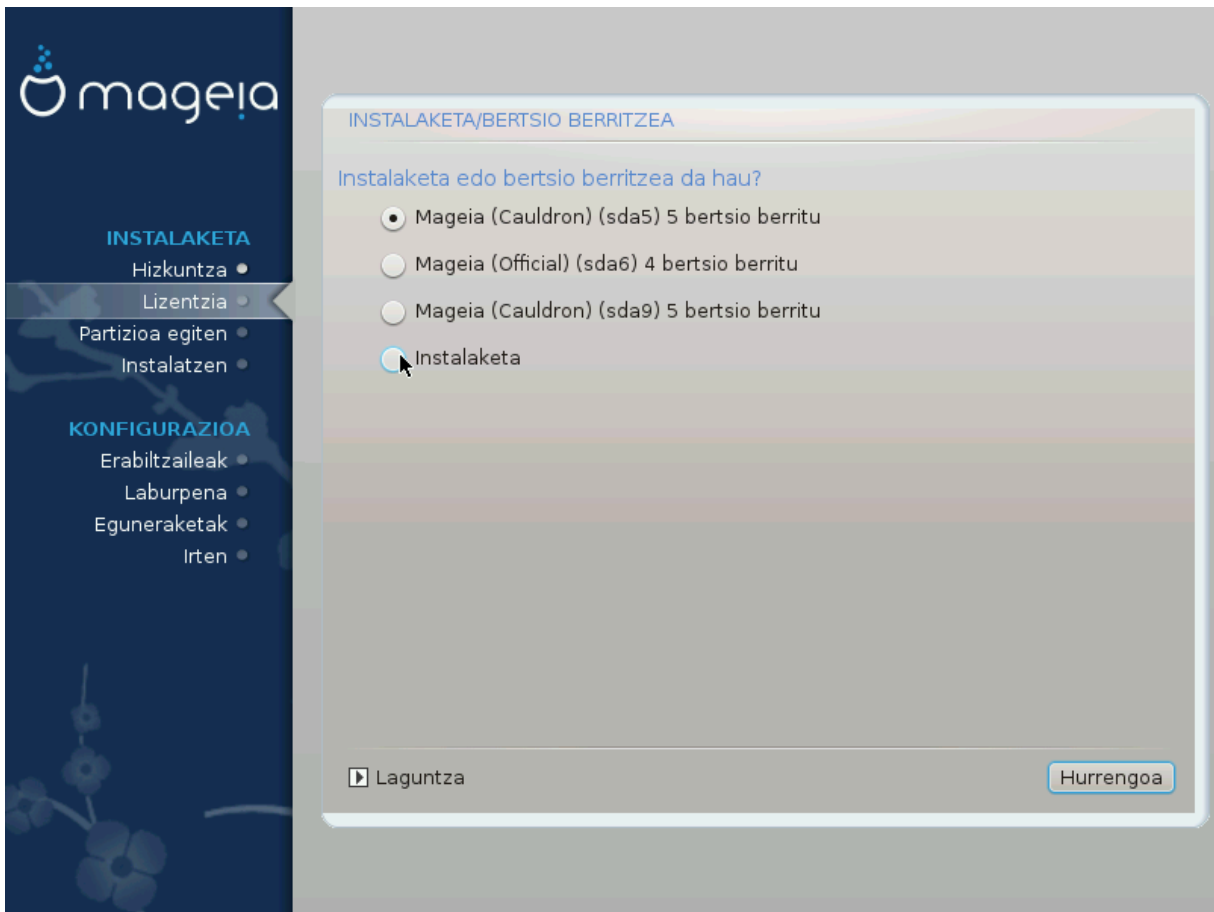 mageia
INSTALAKETA
Hizkuntza
Lizentzia
Partizioa egiten
Instalatzen
KONFIGURAZIOA
Erabiltzaileak
Laburpena
Eguneraketak
Irten
INSTALAKETA/BERTSIO BERRITZEA
Instalaketa edo bertsio berritzea da hau?
Mageia (Cauldron) (sda5) 5 bertsio berritu
Mageia (Official) (sda6) 4 bertsio berritu
Mageia (Cauldron) (sda9) 5 bertsio berritu
Instalaketa
Laguntza
Hurrengoa